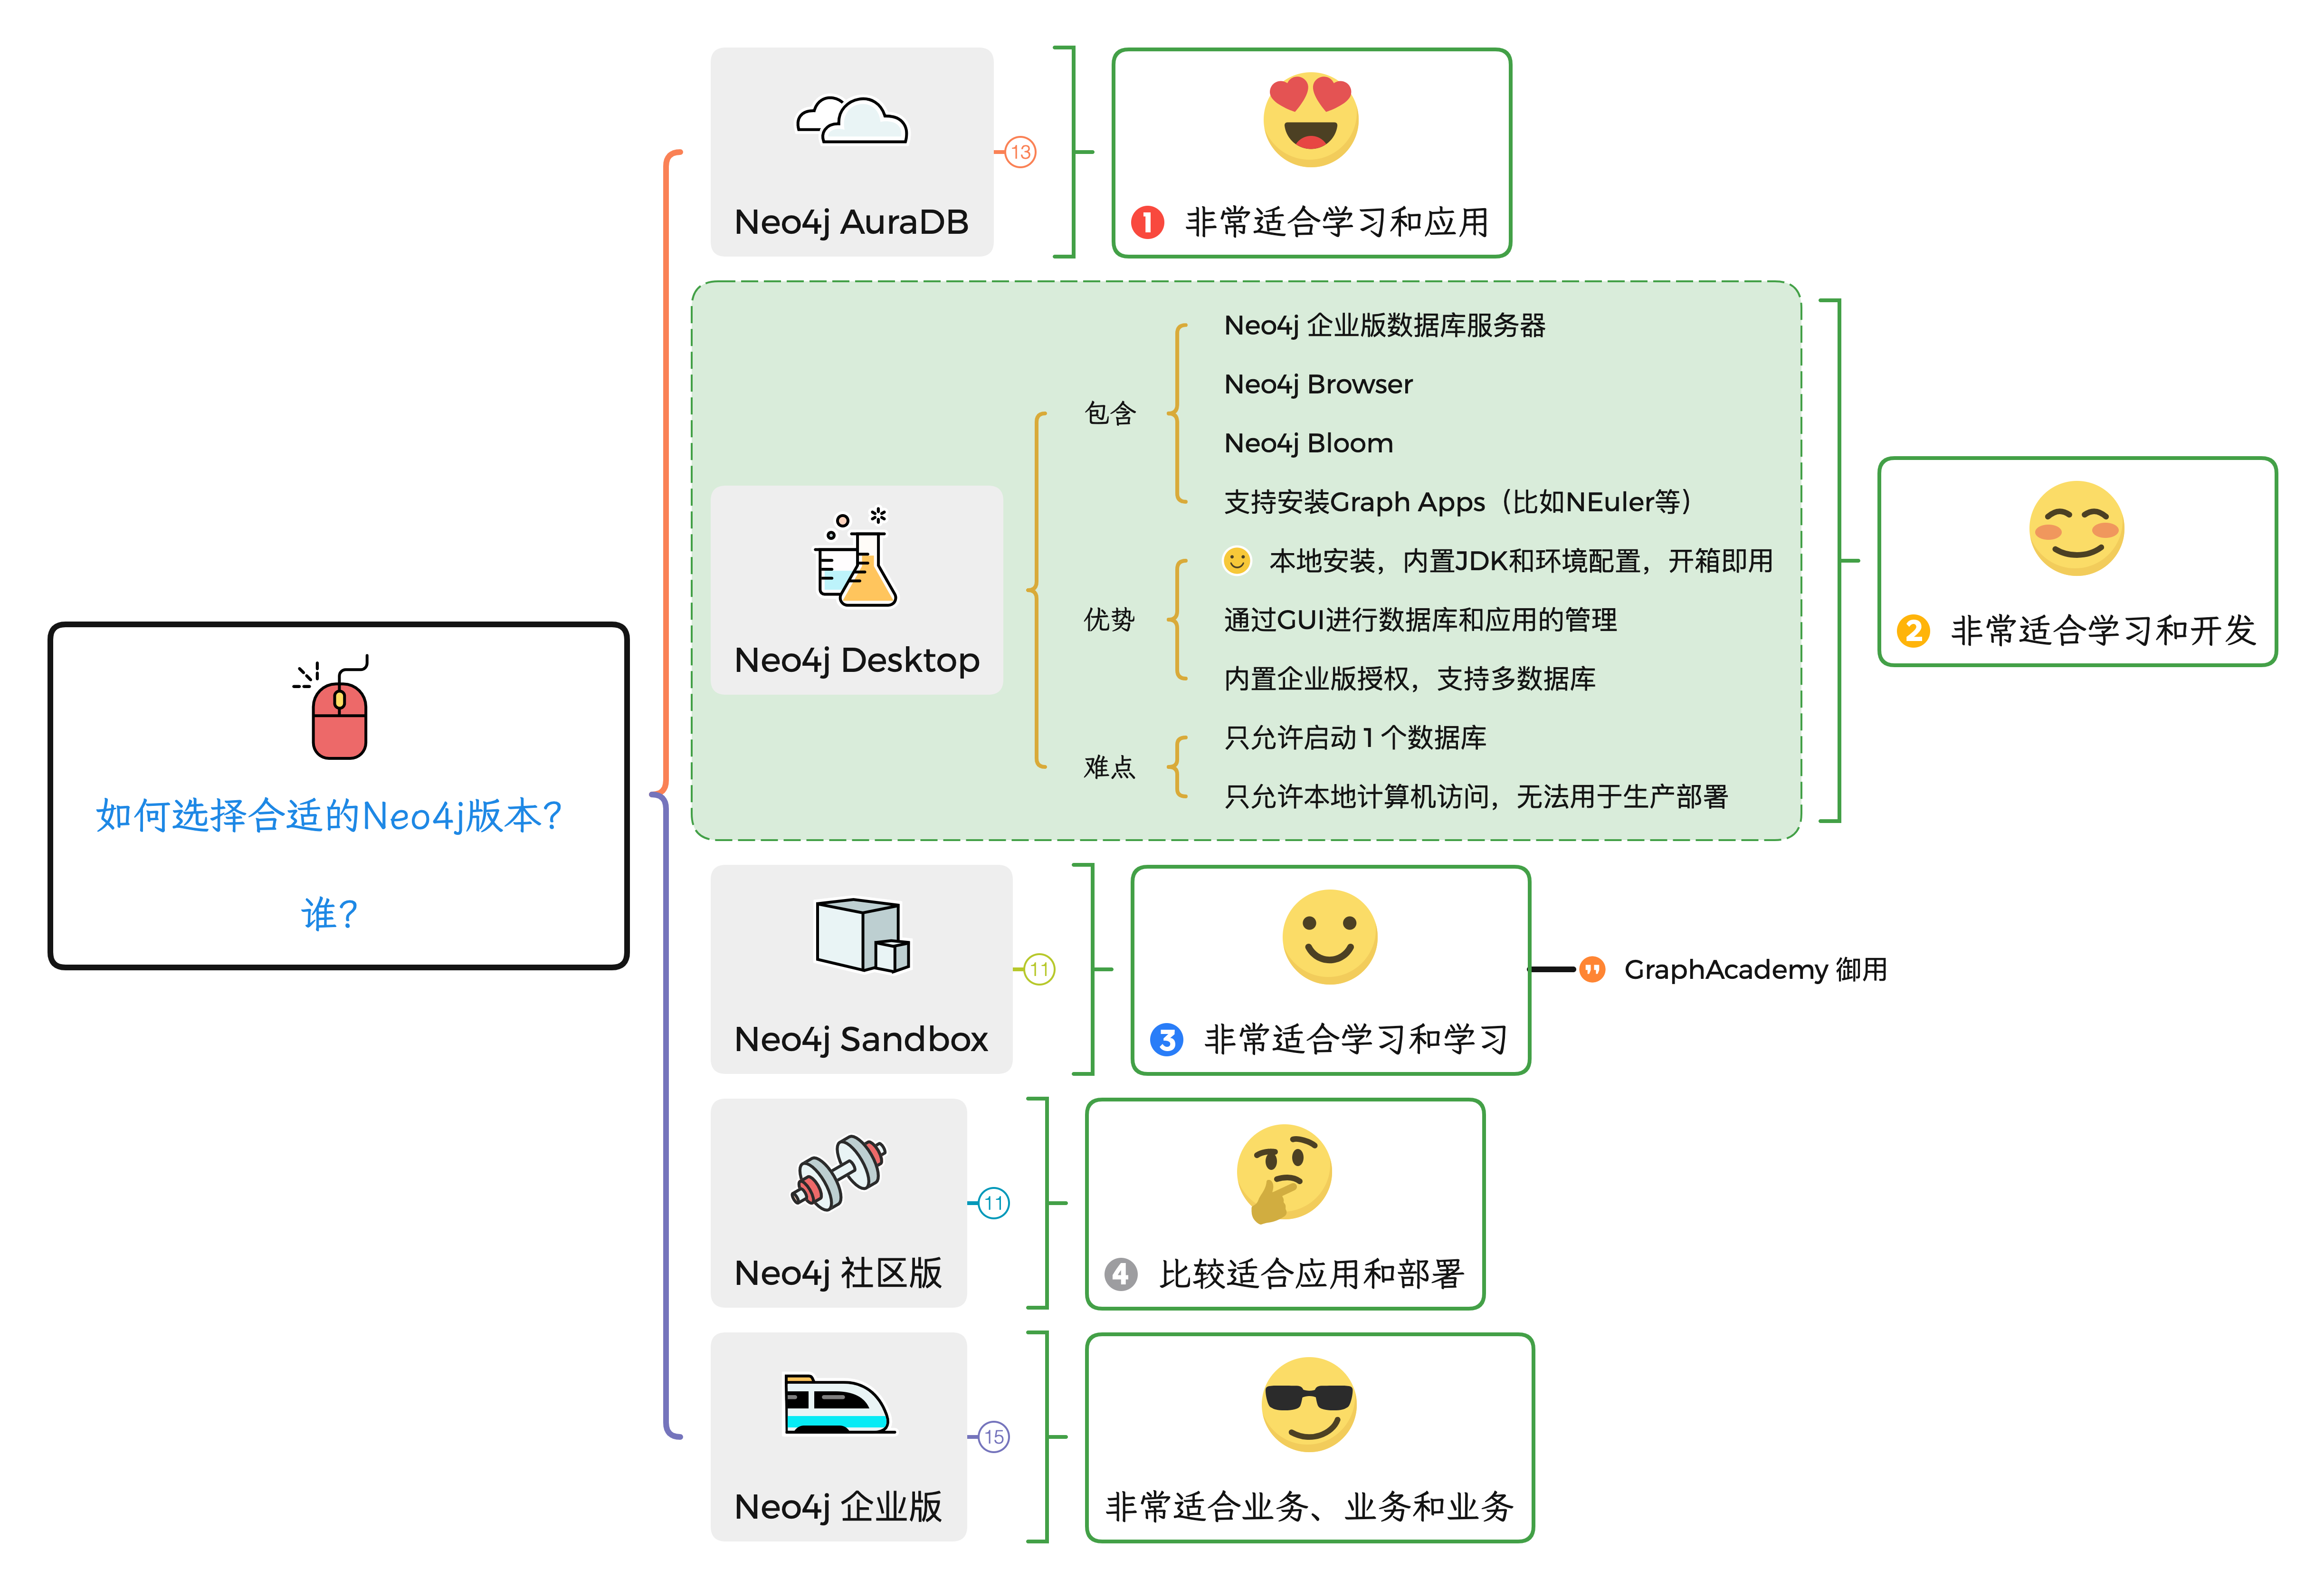 如何选择合适的Neo4j版本？
谁？
Neo4j AuraDB
13
1 非常适合学习和应用
Neo4j Desktop
包含
Neo4j 企业版数据库服务器
Neo4j Browser
Neo4j Bloom
支持安装Graph Apps（比如NEuler等）
优势
本地安装，内置JDK和环境配置，开箱即用
通过GUI进行数据库和应用的管理
内置企业版授权，支持多数据库
难点
只允许启动 1 个数据库
只允许本地计算机访问，无法用于生产部署
2 非常适合学习和开发
Neo4j Sandbox
11
3 非常适合学习和学习
GraphAcademy 御用
Neo4j 社区版
11
4 比较适合应用和部署
Neo4j 企业版
15
非常适合业务、业务和业务